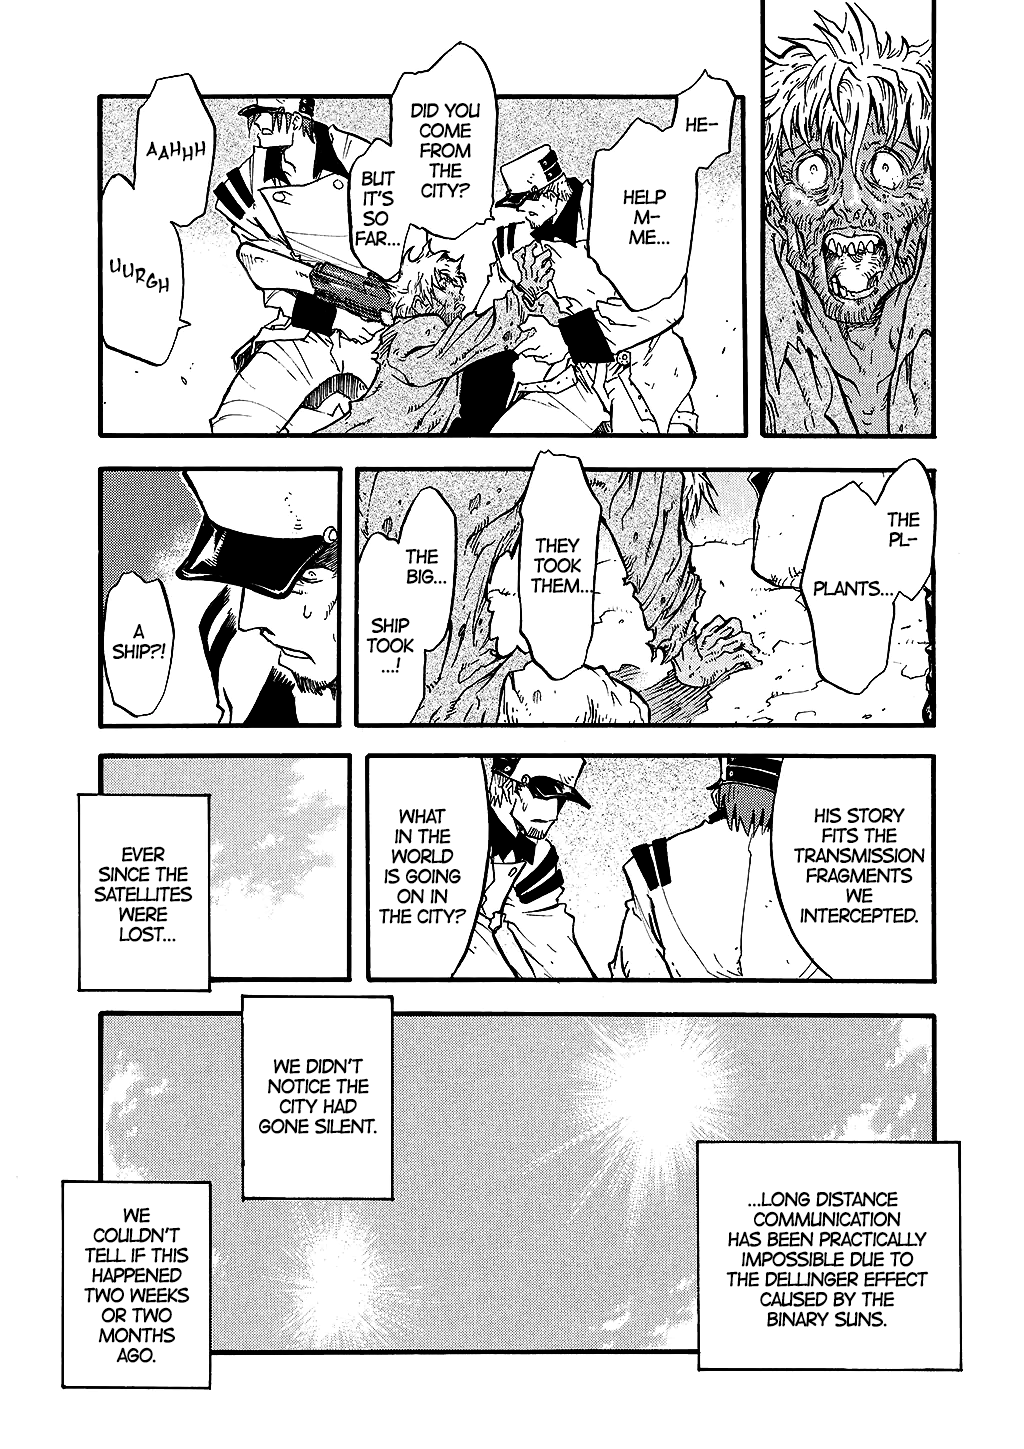 HE-
HELP
M-
ME...
DID YOU
COME
FROM
THE
CITY?
BUT
IT'S
SO
FAR...
AAHHH
UURGH
THE
PL-
PLANTS...
THEY
TOOK
THEM...
THE
BIG...
SHIP
TOOK
...!
A
SHIP?!
HIS STORY
FITS THE
TRANSMISSION
FRAGMENTS
WE
INTERCEPTED.
WHAT
IN THE
WORLD
IS GOING
ON IN
THE CITY?
EVER
SINCE THE
SATELLITES
WERE
LOST...
...LONG DISTANCE
COMMUNICATION
HAS BEEN PRACTICALLY
IMPOSSIBLE DUE TO
THE DELLINGER EFFECT
CAUSED BY THE
BINARY SUNS.
WE DIDN'T
NOTICE THE
CITY HAD
GONE SILENT.
WE
COULDN'T
TELL IF THIS
HAPPENED
TWO WEEKS
OR TWO
MONTHS
AGO.